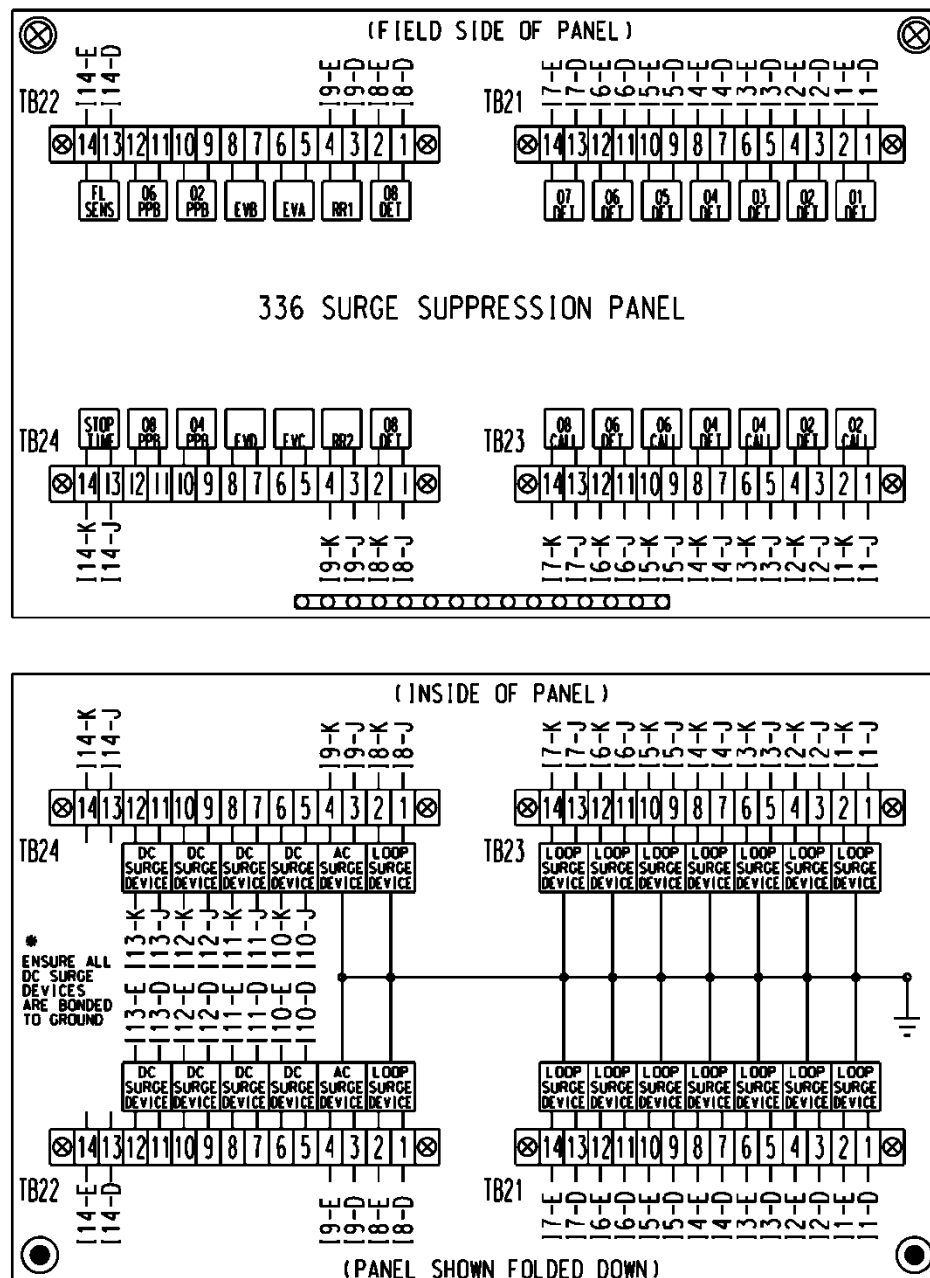 (FIELD SIDE OF PANEL)
I14-E I14-D I9-E I9-D I8-E I8-D
I7-E I7-D I6-E I6-D I5-E I5-D I4-E I4-D I3-E I3-D I2-E I2-D I1-E I1-D
TB22 TB21
14 13 12 11 10 9 8 7 6 5 4 3 2 1
14 13 12 11 10 9 8 7 6 5 4 3 2 1
FL SENS 06 PPB 02 PPB EVB EVA RR1 08 DET
07 DET 06 DET 05 DET 04 DET 03 DET 02 DET 01 DET
336 SURGE SUPPRESSION PANEL
STOP TIME 08 PPB 04 PPB EVD EVC RR2 08 DET
08 CALL 06 DET 06 CALL 04 DET 04 CALL 02 DET 02 CALL
TB24 TB23
14 13 12 11 10 9 8 7 6 5 4 3 2 1
14 13 12 11 10 9 8 7 6 5 4 3 2 1
I14-K I14-J I9-K I9-J I8-K I8-J
I7-K I7-J I6-K I6-J I5-K I5-J I4-K I4-J I3-K I3-J I2-K I2-J I1-K I1-J
(INSIDE OF PANEL)
I14-K I14-J I9-K I9-J I8-K I8-J
I7-K I7-J I6-K I6-J I5-K I5-J I4-K I4-J I3-K I3-J I2-K I2-J I1-K I1-J
14 13 12 11 10 9 8 7 6 5 4 3 2 1
14 13 12 11 10 9 8 7 6 5 4 3 2 1
TB24 TB23
DC DC DC DC AC LOOP
SURGE SURGE SURGE SURGE SURGE SURGE
DEVICE DEVICE DEVICE DEVICE DEVICE DEVICE
LOOP LOOP LOOP LOOP LOOP LOOP LOOP
SURGE SURGE SURGE SURGE SURGE SURGE SURGE
DEVICE DEVICE DEVICE DEVICE DEVICE DEVICE DEVICE
I13-K I13-J I12-K I12-J I11-K I11-J I10-K I10-J
*
ENSURE ALL
DC SURGE
DEVICES
ARE BONDED
TO GROUND
I13-E I13-D I12-E I12-D I11-E I11-D I10-E I10-D
DC DC DC DC AC LOOP
SURGE SURGE SURGE SURGE SURGE SURGE
DEVICE DEVICE DEVICE DEVICE DEVICE DEVICE
LOOP LOOP LOOP LOOP LOOP LOOP LOOP
SURGE SURGE SURGE SURGE SURGE SURGE SURGE
DEVICE DEVICE DEVICE DEVICE DEVICE DEVICE DEVICE
14 13 12 11 10 9 8 7 6 5 4 3 2 1
14 13 12 11 10 9 8 7 6 5 4 3 2 1
TB22 TB21
I14-E I14-D I9-E I9-D I8-E I8-D
I7-E I7-D I6-E I6-D I5-E I5-D I4-E I4-D I3-E I3-D I2-E I2-D I1-E I1-D
(PANEL SHOWN FOLDED DOWN)